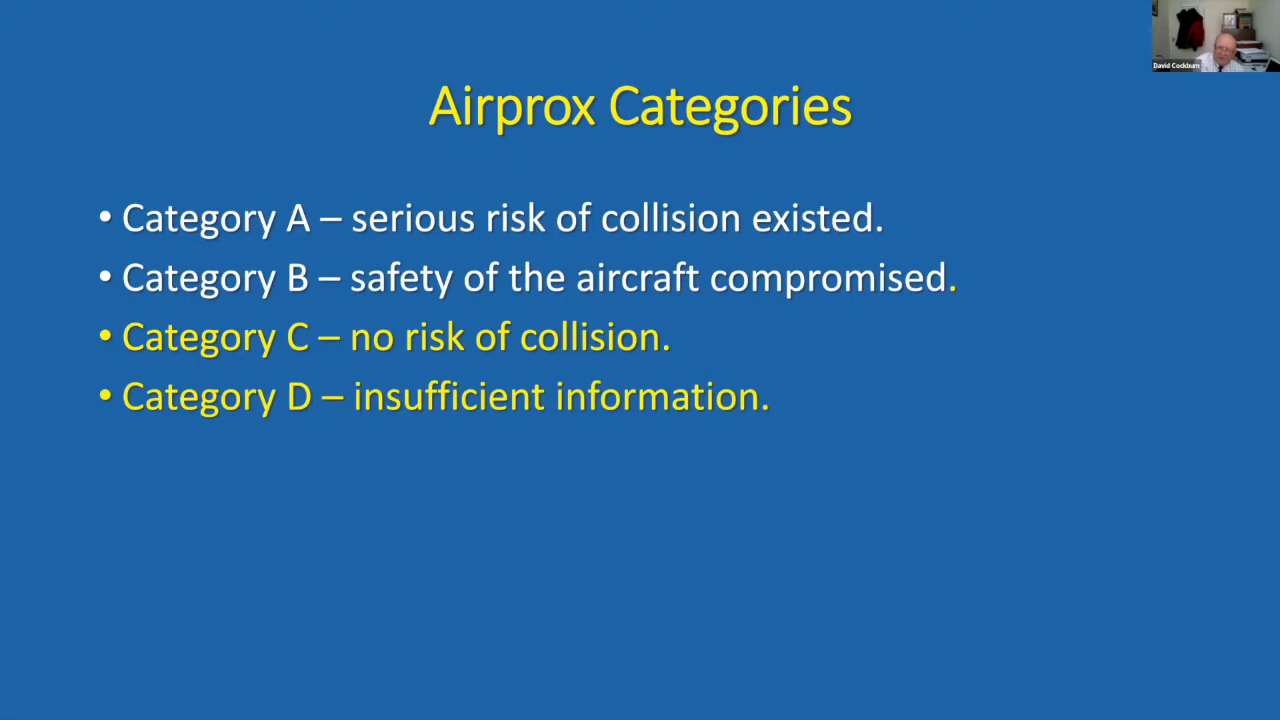 David Cockburn
Airprox Categories
• Category A – serious risk of collision existed.
• Category B – safety of the aircraft compromised.
• Category C – no risk of collision.
• Category D – insufficient information.